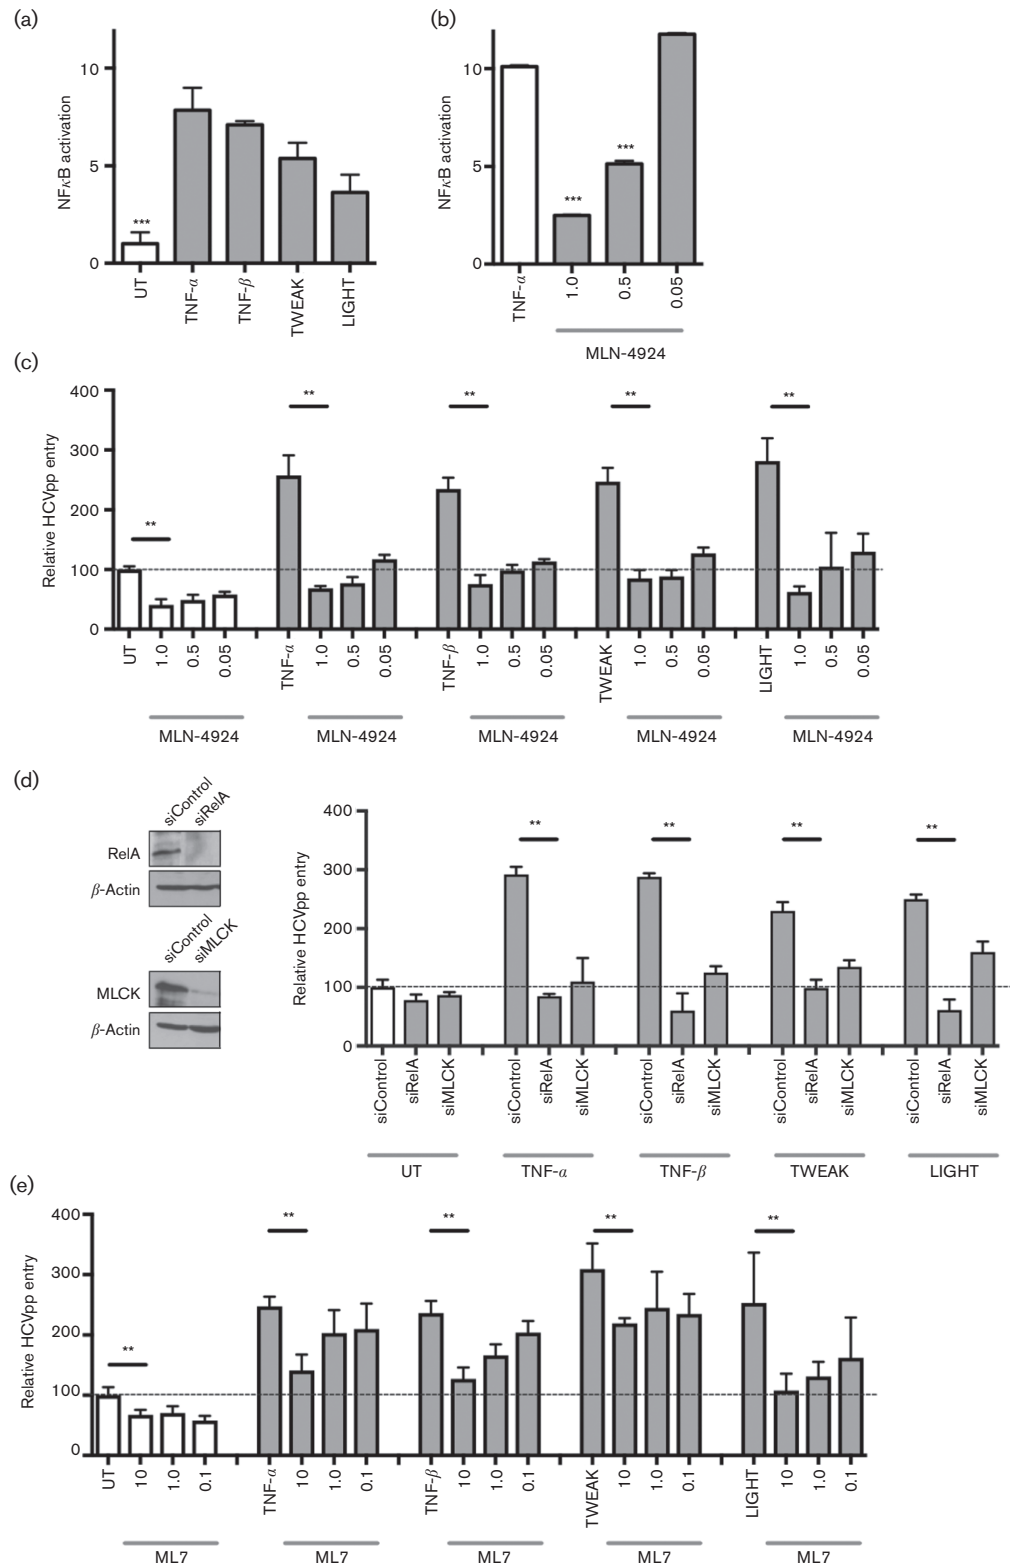 (a)
10
5
0
NFκB activation
***
UT
TNF-α
TNF-β
TWEAK
LIGHT
(b)
10
5
0
NFκB activation
***
***
TNF-α
1.0
0.5
0.05
MLN-4924
(c)
400
300
200
100
0
Relative HCVpp entry
**
**
**
**
**
UT
1.0
0.5
0.05
TNF-α
1.0
0.5
0.05
TNF-β
1.0
0.5
0.05
TWEAK
1.0
0.5
0.05
LIGHT
1.0
0.5
0.05
MLN-4924
MLN-4924
MLN-4924
MLN-4924
MLN-4924
(d)
siControl
siRelA
RelA
β-Actin
siControl
siMLCK
MLCK
β-Actin
400
300
200
100
0
Relative HCVpp entry
**
**
**
**
siControl
siRelA
siMLCK
siControl
siRelA
siMLCK
siControl
siRelA
siMLCK
siControl
siRelA
siMLCK
siControl
siRelA
siMLCK
UT
TNF-α
TNF-β
TWEAK
LIGHT
(e)
400
300
200
100
0
Relative HCVpp entry
**
**
**
**
**
UT
10
1.0
0.1
TNF-α
10
1.0
0.1
TNF-β
10
1.0
0.1
TWEAK
10
1.0
0.1
LIGHT
10
1.0
0.1
ML7
ML7
ML7
ML7
ML7